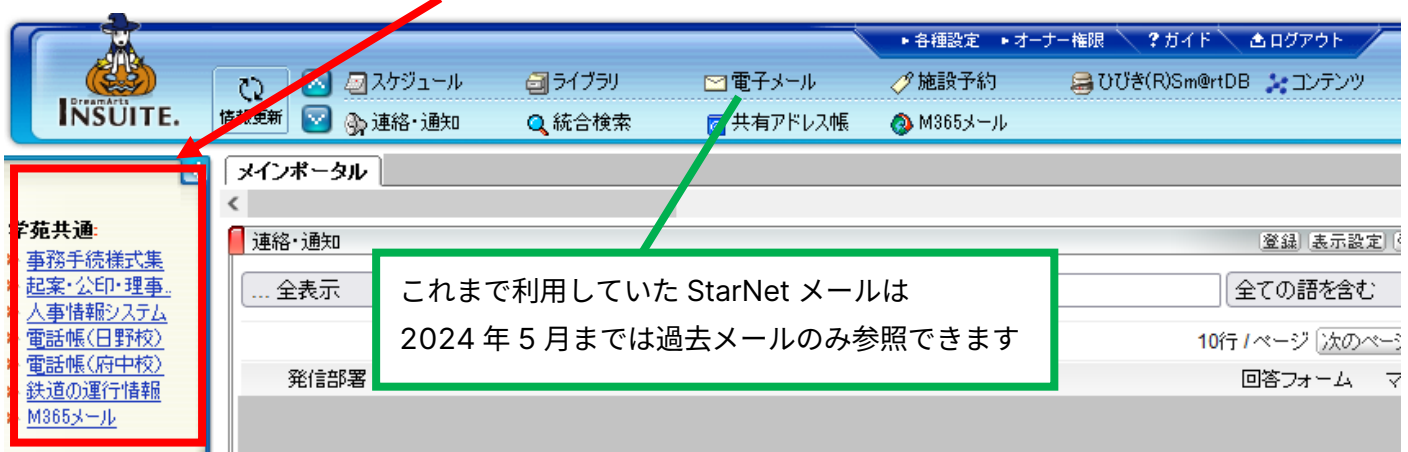 各種設定 オーナー権限 ?ガイド ログアウト
DreamArts
INSUITE.
情報更新
スケジュール ライブラリ 電子メール 施設予約 ひびき(R)Sm@rtDB コンテンツ
連絡・通知 統合検索 共有アドレス帳 M365メール
メインポータル
学苑共通:
事務手続様式集
起案・公印・理事..
人事情報システム
電話帳(日野校)
電話帳(府中校)
鉄道の運行情報
M365メール
連絡・通知 登録 表示設定
... 全表示 全ての語を含む
これまで利用していた StarNet メールは
2024 年 5 月までは過去メールのみ参照できます
10行 / ページ 次のペー
発信部署 回答フォーム マ